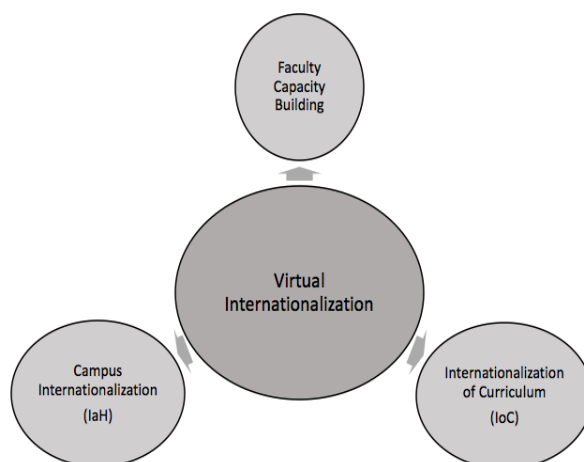 Faculty
Capacity
Building
Virtual
Internationalization
Campus
Internationalization
(IaH)
Internationalization
of Curriculum
(IoC)